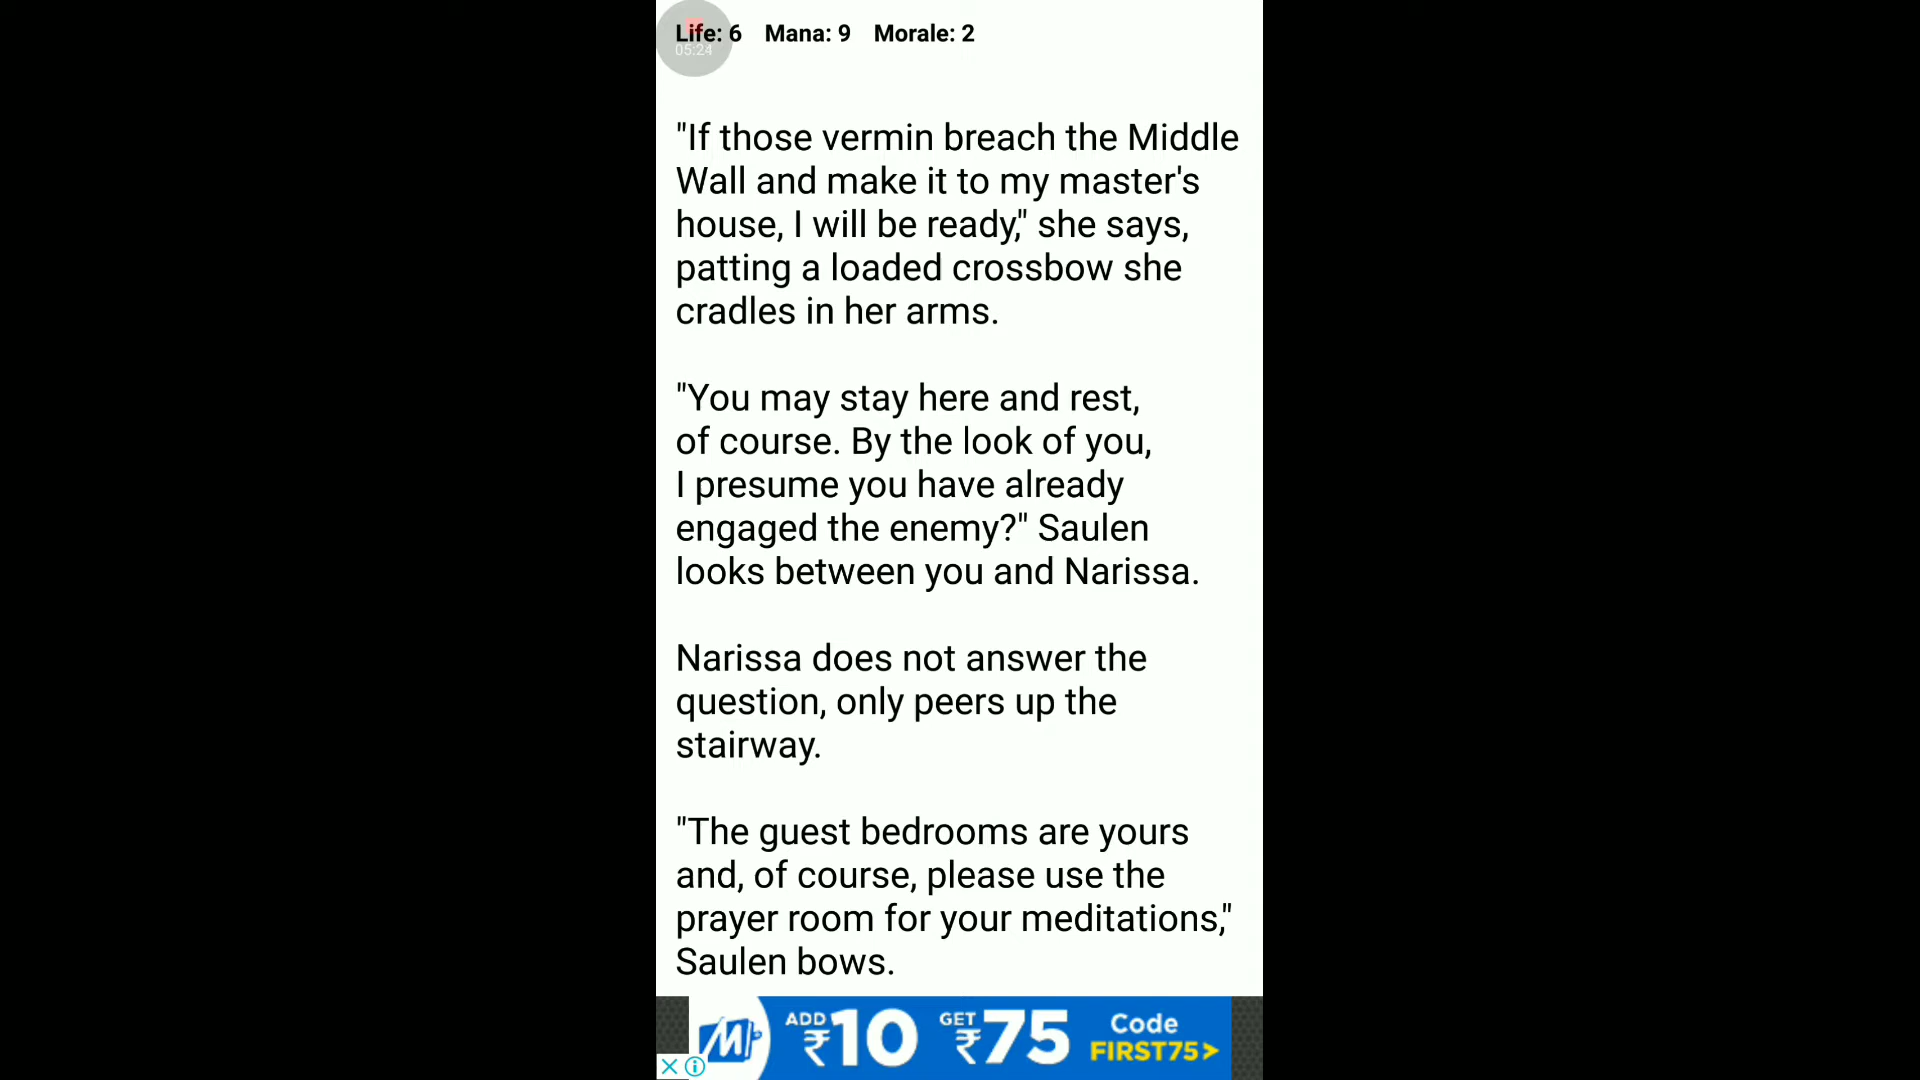 Life: 6 Mana: 9 Morale: 2
05:24
"If those vermin breach the Middle
Wall and make it to my master's
house, I will be ready," she says,
patting a loaded crossbow she
cradles in her arms.
"You may stay here and rest,
of course. By the look of you,
I presume you have already
engaged the enemy?" Saulen
looks between you and Narissa.
Narissa does not answer the
question, only peers up the
stairway.
"The guest bedrooms are yours
and, of course, please use the
prayer room for your meditations,"
Saulen bows.
M ADD ₹10 GET ₹75 Code
FIRST75>